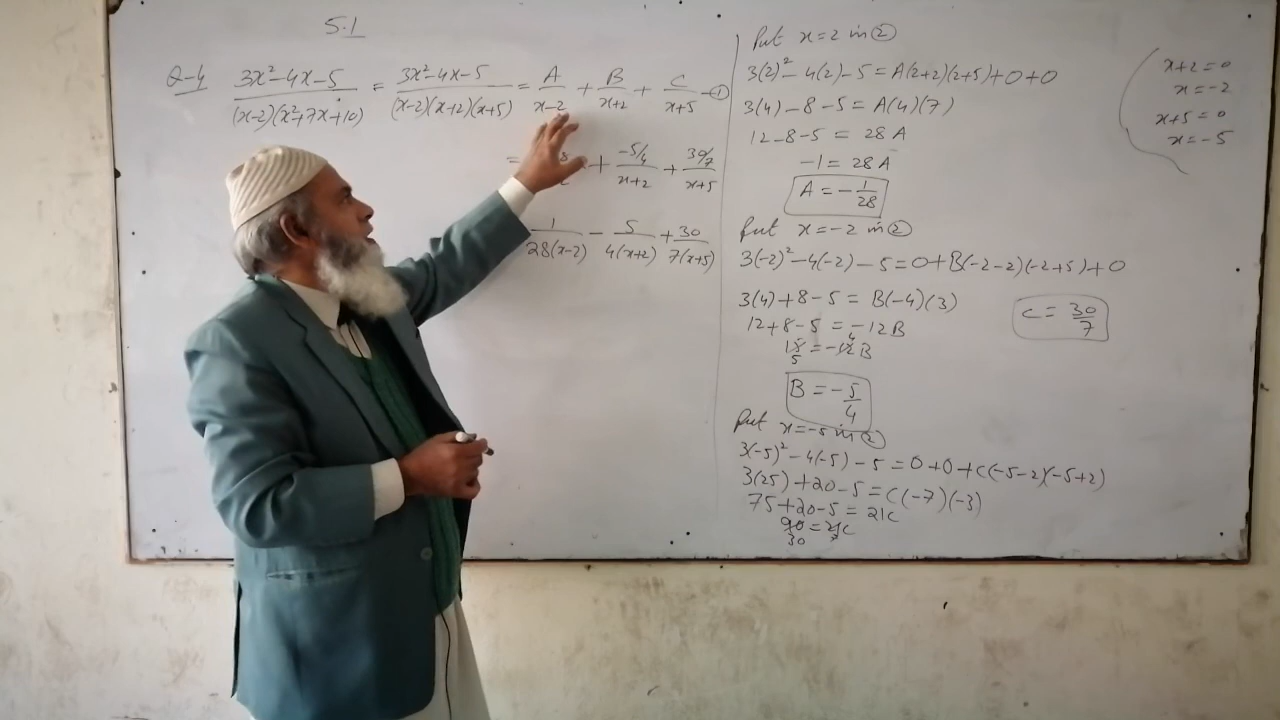 5.1
Q-4 (3x²-4x-5)/((x-2)(x²+7x+10)) = (3x²-4x-5)/((x-2)(x+2)(x+5)) = A/(x-2) + B/(x+2) + C/(x+5) -①
= + (-5/4)/(x+2) + (30/7)/(x+5)
1/(28(x-2)) - 5/(4(x+2)) + 30/(7(x+5))
Put x=2 in ②
3(2)²-4(2)-5=A(2+2)(2+5)+0+0
3(4)-8-5=A(4)(7)
12-8-5 = 28A
-1=28A
A=-1/28
Put x=-2 in ②
3(-2)²-4(-2)-5=0+B(-2-2)(-2+5)+0
3(4)+8-5= B(-4)(3)
12+8-5 = -12B
15=-12B
5 4
B=-5/4
Put x=-5 in ②
3(-5)²-4(-5)-5=0+0+C(-5-2)(-5+2)
3(25)+20-5=C(-7)(-3)
75+20-5=21C
90=21C
30 7
C=30/7
x+2=0
x=-2
x+5=0
x=-5